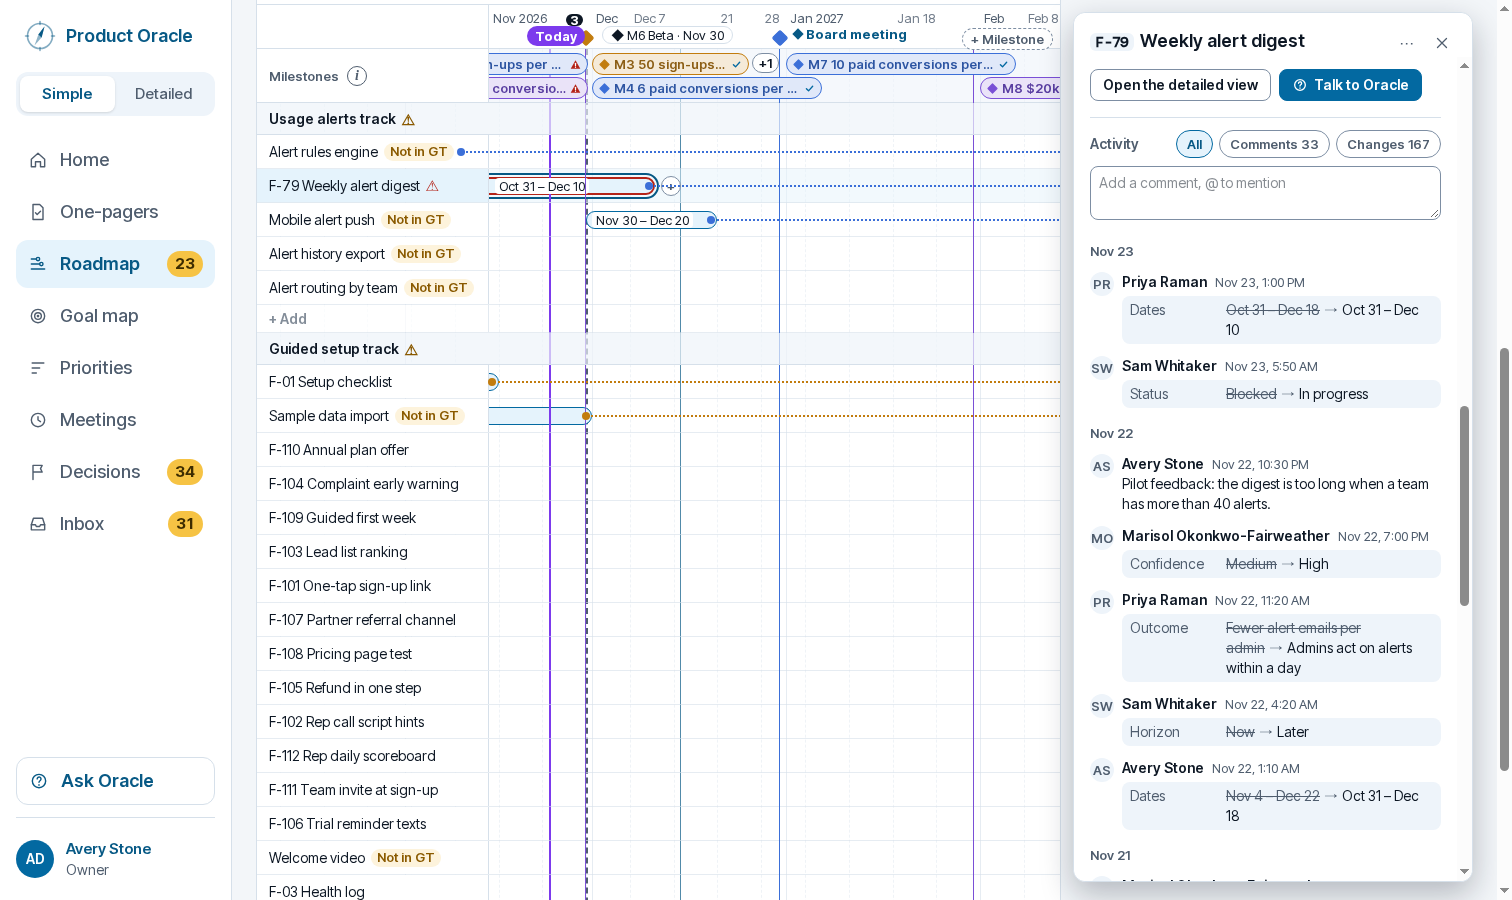 Product Oracle
Simple
Detailed
Home
One-pagers
Roadmap 23
Goal map
Priorities
Meetings
Decisions 34
Inbox 31
Ask Oracle
AD
Avery Stone
Owner
Nov 2026
3
Dec
Dec 7
21
28
Jan 2027
Jan 18
Feb
Feb 8
Today
M6 Beta · Nov 30
Board meeting
+ Milestone
Milestones i
n-ups per ...
M3 50 sign-ups...
+1
M7 10 paid conversions per...
conversio...
M4 6 paid conversions per ...
M8 $20k
Usage alerts track
Alert rules engine Not in GT
F-79 Weekly alert digest
Oct 31 – Dec 10
+
Mobile alert push Not in GT
Nov 30 – Dec 20
Alert history export Not in GT
Alert routing by team Not in GT
+ Add
Guided setup track
F-01 Setup checklist
Sample data import Not in GT
F-110 Annual plan offer
F-104 Complaint early warning
F-109 Guided first week
F-103 Lead list ranking
F-101 One-tap sign-up link
F-107 Partner referral channel
F-108 Pricing page test
F-105 Refund in one step
F-102 Rep call script hints
F-112 Rep daily scoreboard
F-111 Team invite at sign-up
F-106 Trial reminder texts
Welcome video Not in GT
F-03 Health log
F-79 Weekly alert digest
Open the detailed view
Talk to Oracle
Activity
All
Comments 33
Changes 167
Add a comment, @ to mention
Nov 23
PR Priya Raman Nov 23, 1:00 PM
Dates Oct 31 – Dec 18 → Oct 31 – Dec
10
SW Sam Whitaker Nov 23, 5:50 AM
Status Blocked → In progress
Nov 22
AS Avery Stone Nov 22, 10:30 PM
Pilot feedback: the digest is too long when a team
has more than 40 alerts.
MO Marisol Okonkwo-Fairweather Nov 22, 7:00 PM
Confidence Medium → High
PR Priya Raman Nov 22, 11:20 AM
Outcome Fewer alert emails per
admin → Admins act on alerts
within a day
SW Sam Whitaker Nov 22, 4:20 AM
Horizon Now → Later
AS Avery Stone Nov 22, 1:10 AM
Dates Nov 4 – Dec 22 → Oct 31 – Dec
18
Nov 21